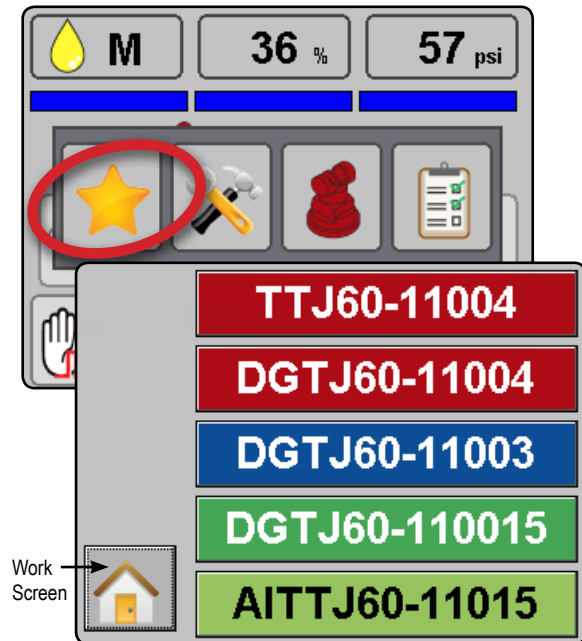 M
36 %
57 psi
TTJ60-11004
DGTJ60-11004
DGTJ60-11003
DGTJ60-110015
AITTJ60-11015
Work
Screen